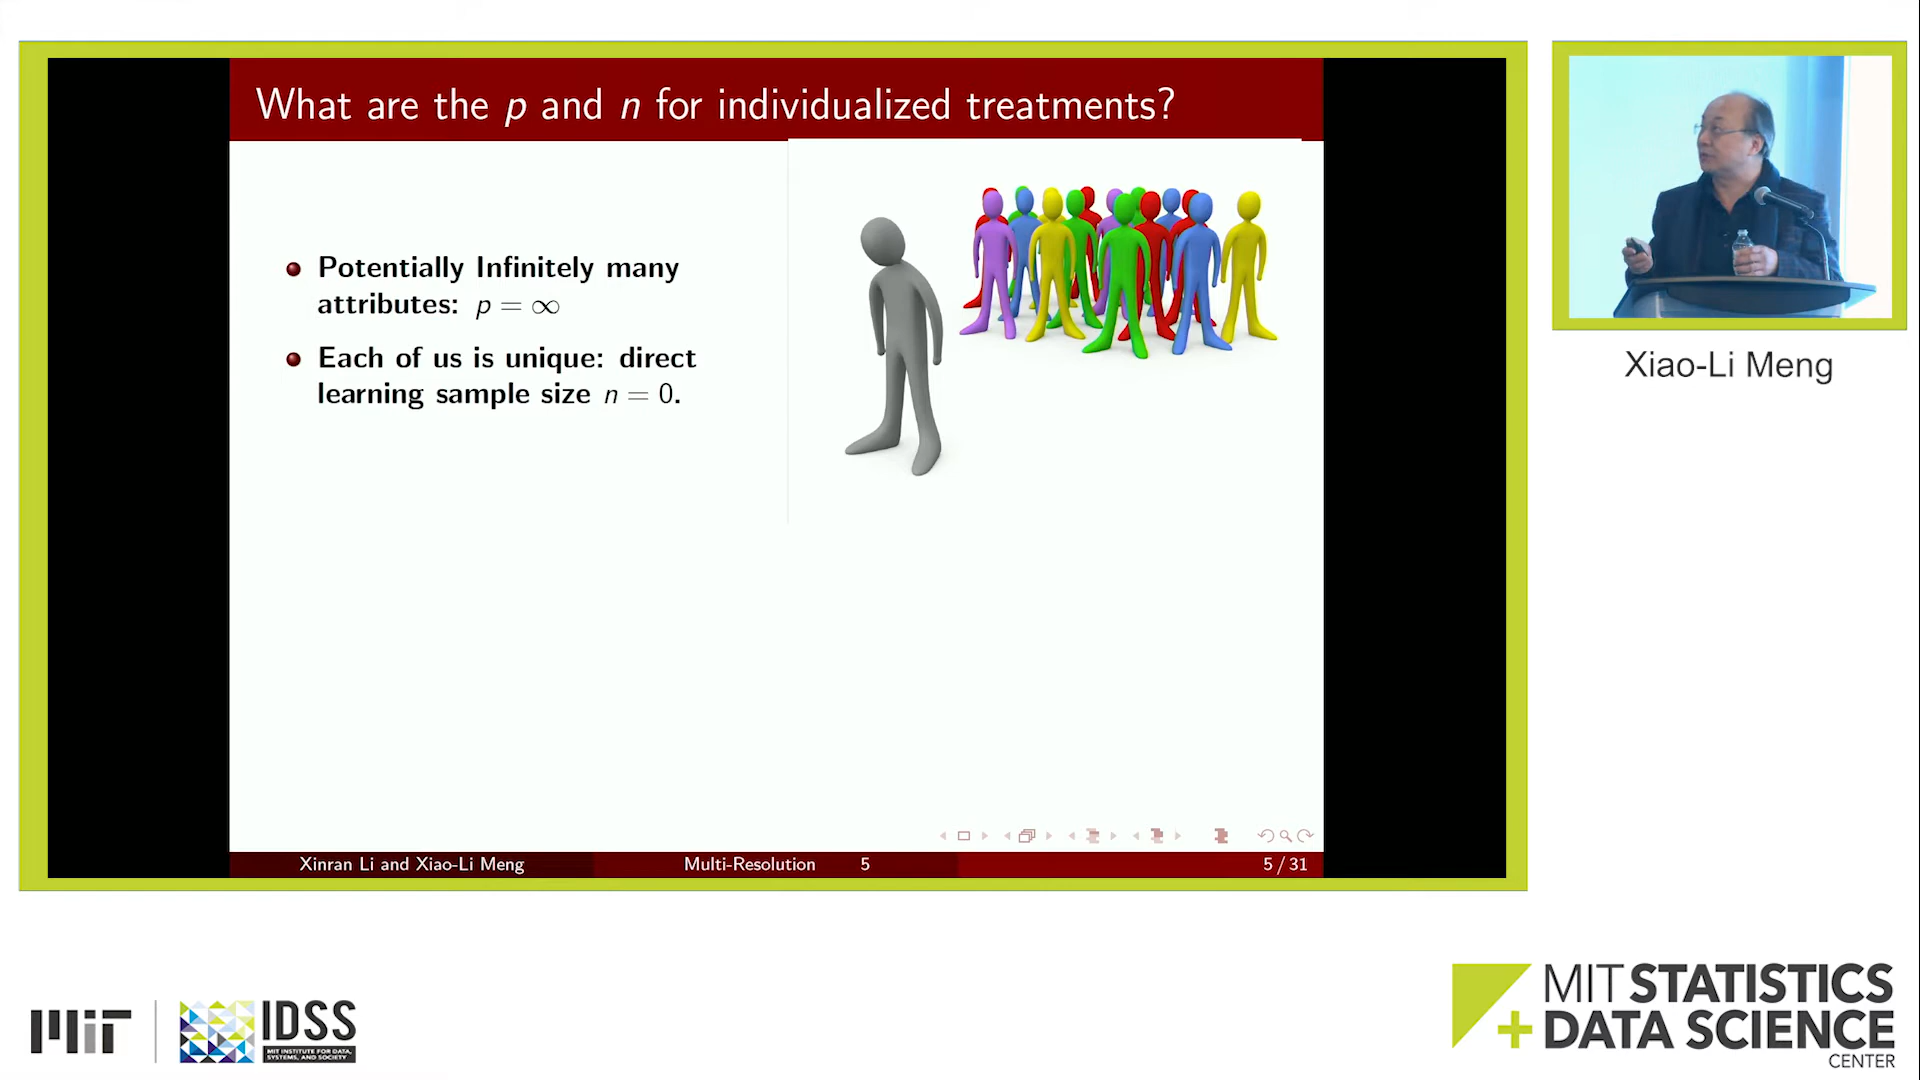 What are the p and n for individualized treatments?
Potentially Infinitely many
attributes: p = ∞
Each of us is unique: direct
learning sample size n = 0.
Xinran Li and Xiao-Li Meng
Multi-Resolution
5
5 / 31
Xiao-Li Meng
MIT
IDSS
MIT INSTITUTE FOR DATA,
SYSTEMS, AND SOCIETY
MIT STATISTICS
+ DATA SCIENCE
CENTER